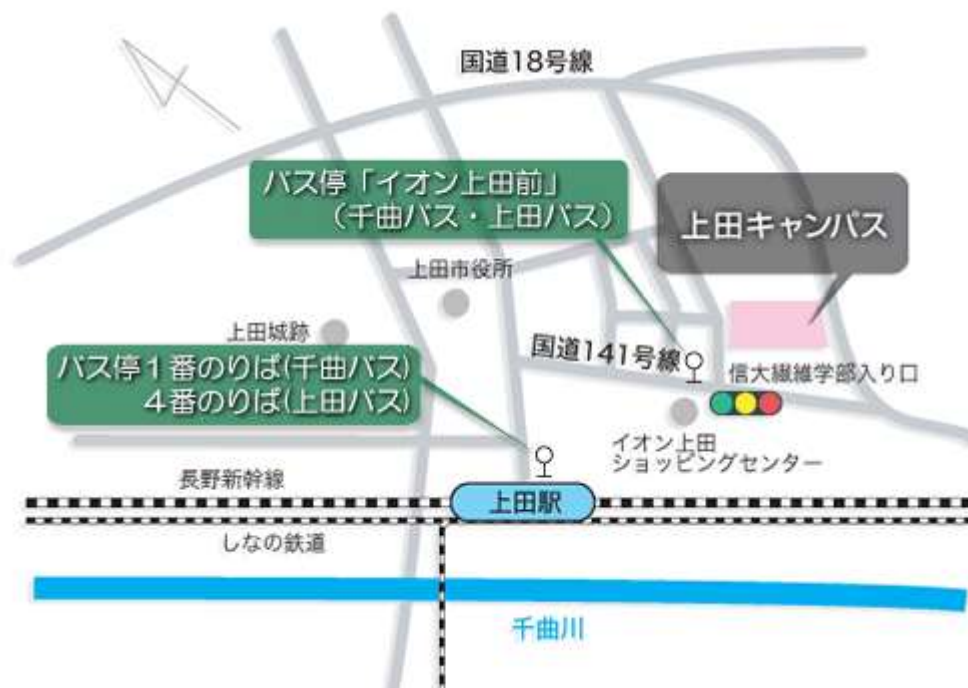 国道18号線
バス停「イオン上田前」
（千曲バス・上田バス）
上田キャンパス
上田市役所
上田城跡
国道141号線
バス停１番のりば(千曲バス)
４番のりば(上田バス)
信大繊維学部入り口
イオン上田
ショッピングセンター
長野新幹線
上田駅
しなの鉄道
千曲川